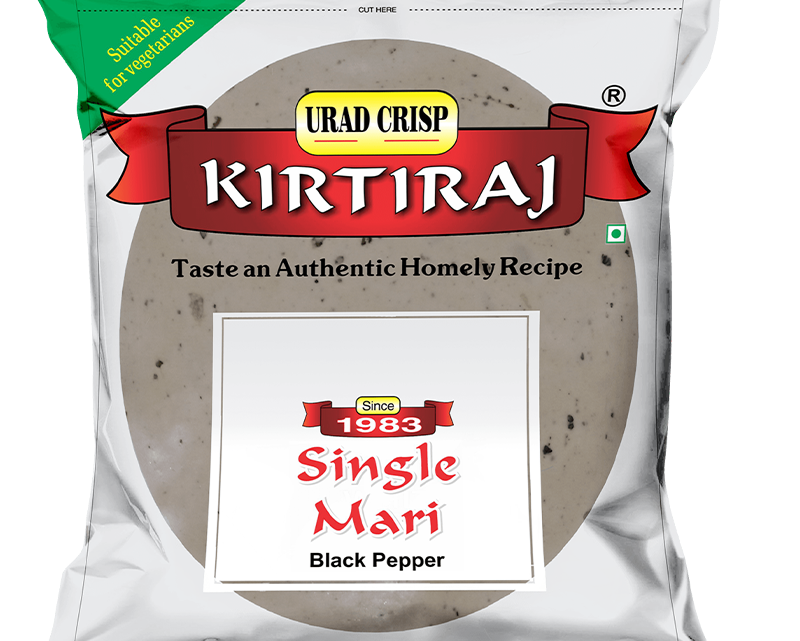 CUT HERE
Suitable
for vegetarians
®
URAD CRISP
KIRTIRAJ
Taste an Authentic Homely Recipe
Since
1983
Single
Mari
Black Pepper